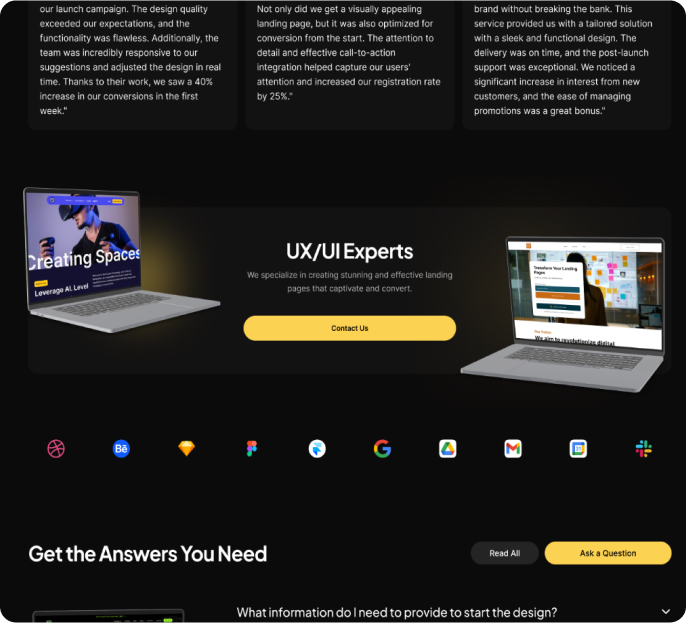 our launch campaign. The design quality
exceeded our expectations, and the
functionality was flawless. Additionally, the
team was incredibly responsive to our
suggestions and adjusted the design in real
time. Thanks to their work, we saw a 40%
increase in our conversions in the first
week."
Not only did we get a visually appealing
landing page, but it was also optimized for
conversion from the start. The attention to
detail and effective call-to-action
integration helped capture our users'
attention and increased our registration rate
by 25%."
brand without breaking the bank. This
service provided us with a tailored solution
with a sleek and functional design. The
delivery was on time, and the post-launch
support was exceptional. We noticed a
significant increase in interest from new
customers, and the ease of managing
promotions was a great bonus."
Creating Spaces
Leverage AI, Level
UX/UI Experts
We specialize in creating stunning and effective landing
pages that captivate and convert.
Contact Us
Transform Your Landing
Pages
We aim to revolutionize digital
Bē
Get the Answers You Need
Read All
Ask a Question
What information do I need to provide to start the design?